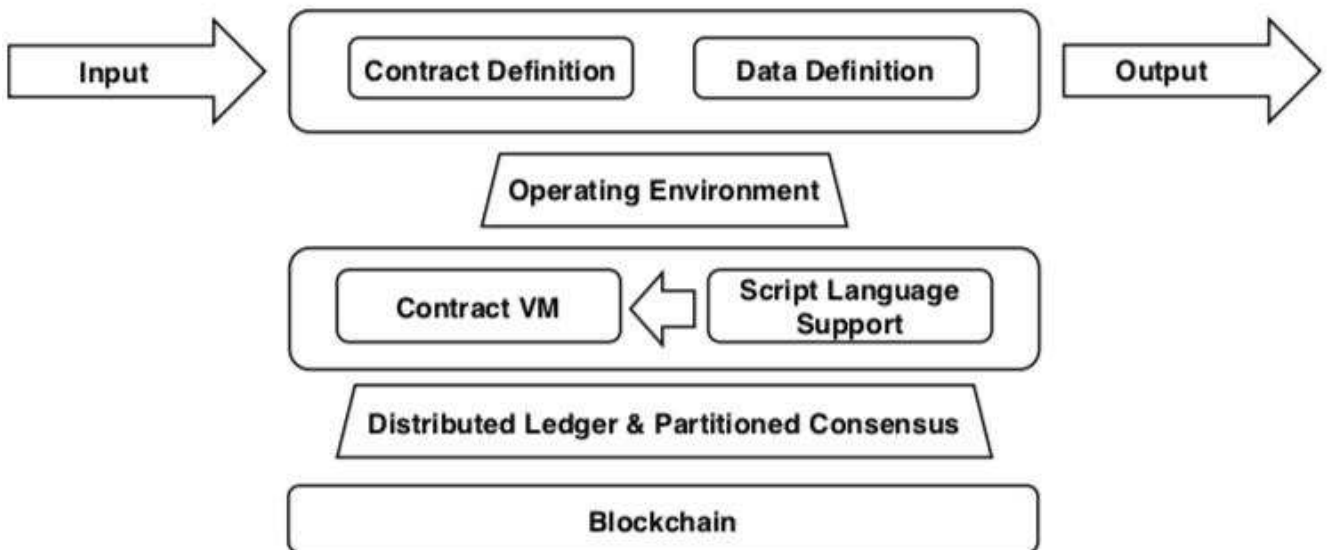 Input
Contract Definition
Data Definition
Output
Operating Environment
Contract VM
Script Language
Support
Distributed Ledger & Partitioned Consensus
Blockchain